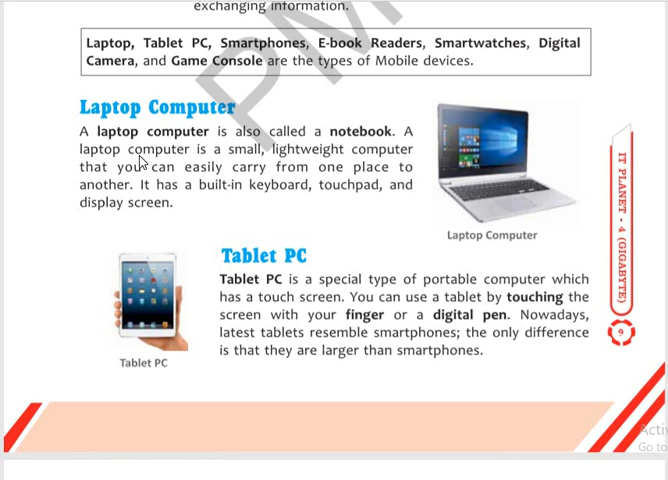 exchanging information.
Laptop, Tablet PC, Smartphones, E-book Readers, Smartwatches, Digital
Camera, and Game Console are the types of Mobile devices.
Laptop Computer
A laptop computer is also called a notebook. A
laptop computer is a small, lightweight computer
that you can easily carry from one place to
another. It has a built-in keyboard, touchpad, and
display screen.
Laptop Computer
Tablet PC
Tablet PC is a special type of portable computer which
has a touch screen. You can use a tablet by touching the
screen with your finger or a digital pen. Nowadays,
latest tablets resemble smartphones; the only difference
is that they are larger than smartphones.
Tablet PC
IT PLANET - 4 (GIGABYTE)
9
PM
Go to